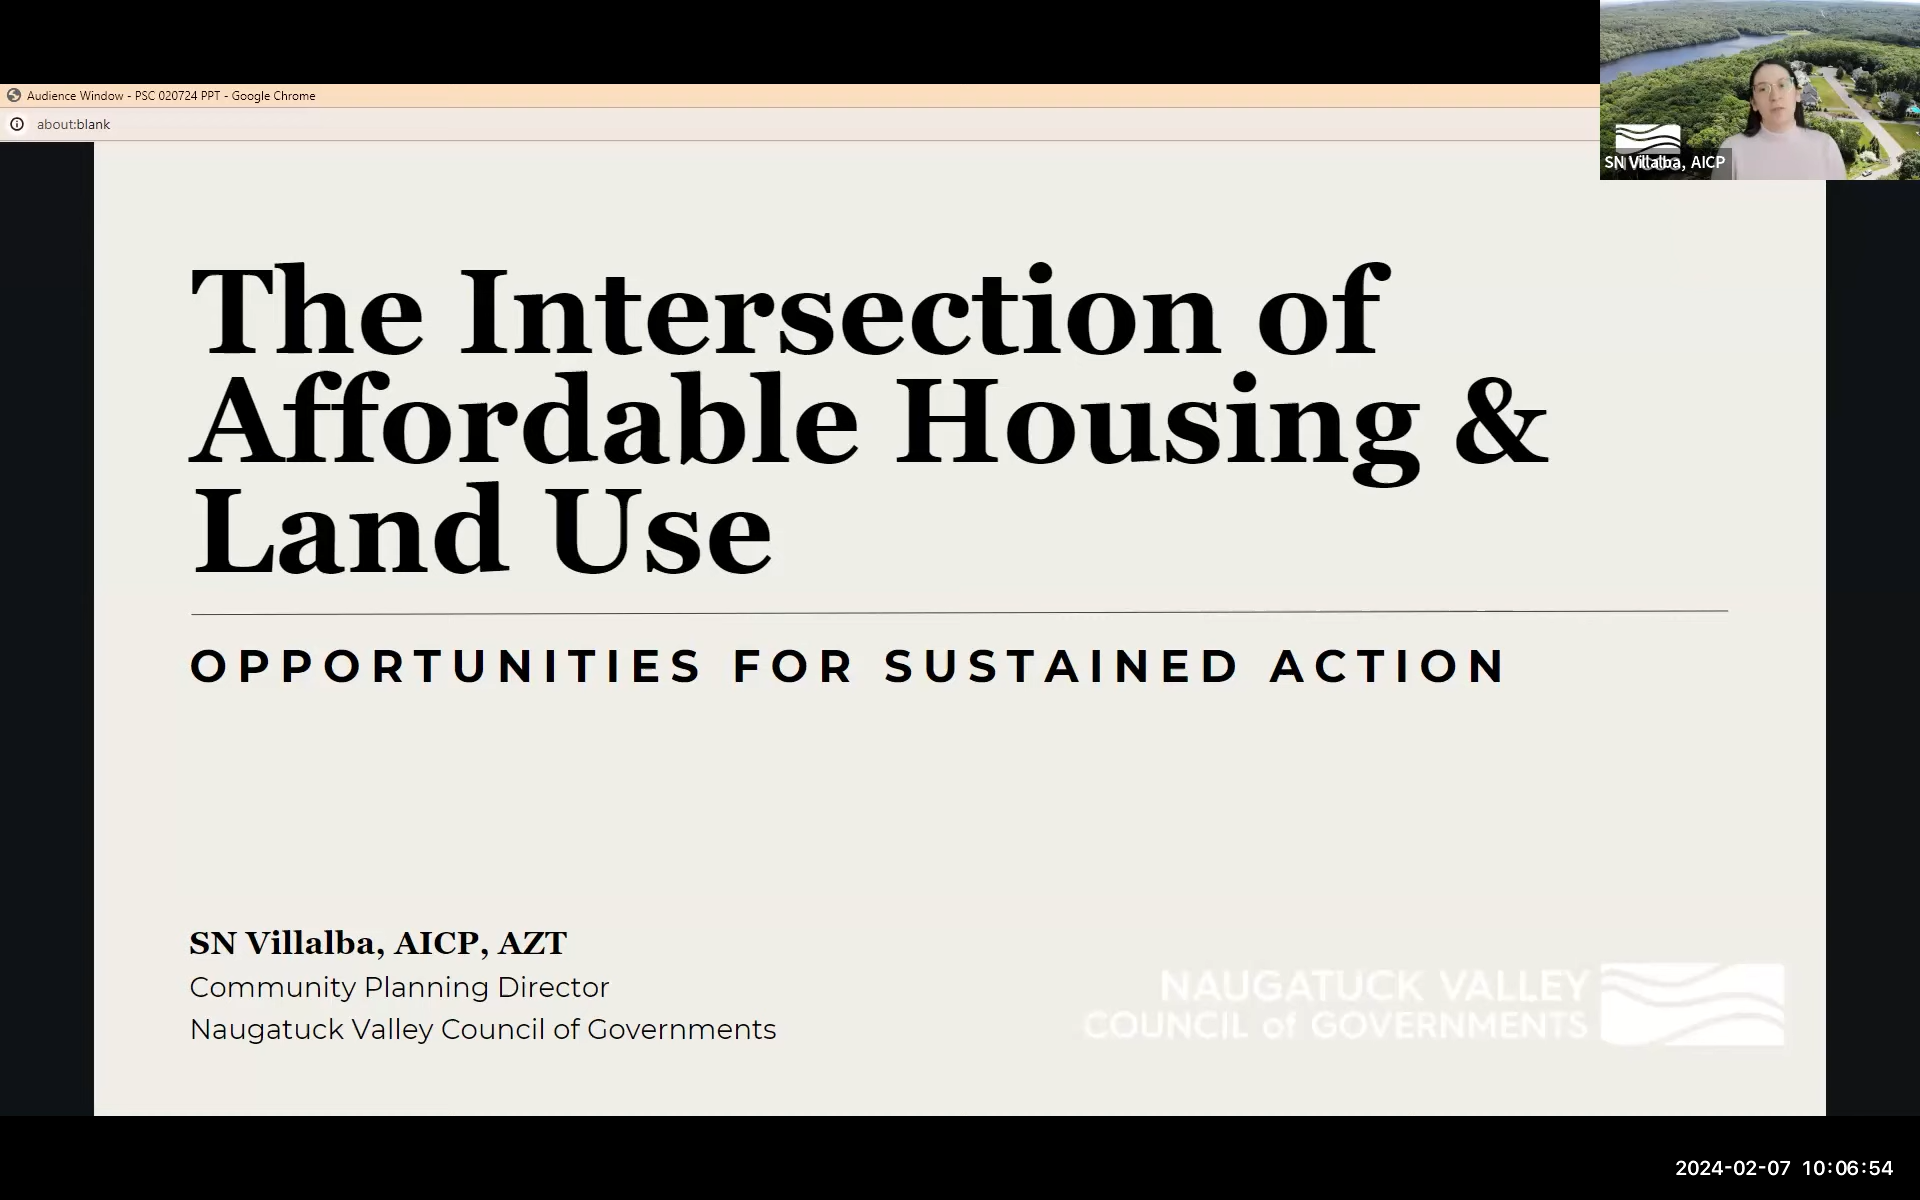 Audience Window - PSC 020724 PPT - Google Chrome
about:blank
SN Villalba, AICP
The Intersection of
Affordable Housing &
Land Use
OPPORTUNITIES FOR SUSTAINED ACTION
SN Villalba, AICP, AZT
Community Planning Director
Naugatuck Valley Council of Governments
NAUGATUCK VALLEY
COUNCIL of GOVERNMENTS
2024-02-07 10:06:54